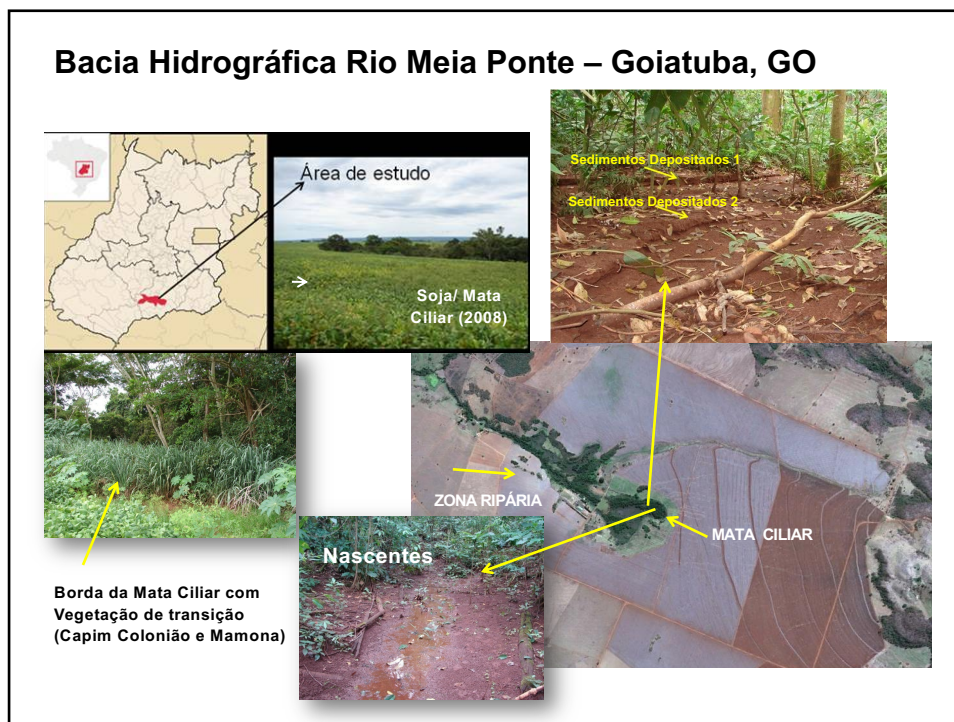 Bacia Hidrográfica Rio Meia Ponte – Goiatuba, GO
Área de estudo
Soja/ Mata
Ciliar (2008)
Sedimentos Depositados 1
Sedimentos Depositados 2
ZONA RIPÁRIA
MATA CILIAR
Nascentes
Borda da Mata Ciliar com
Vegetação de transição
(Capim Colonião e Mamona)